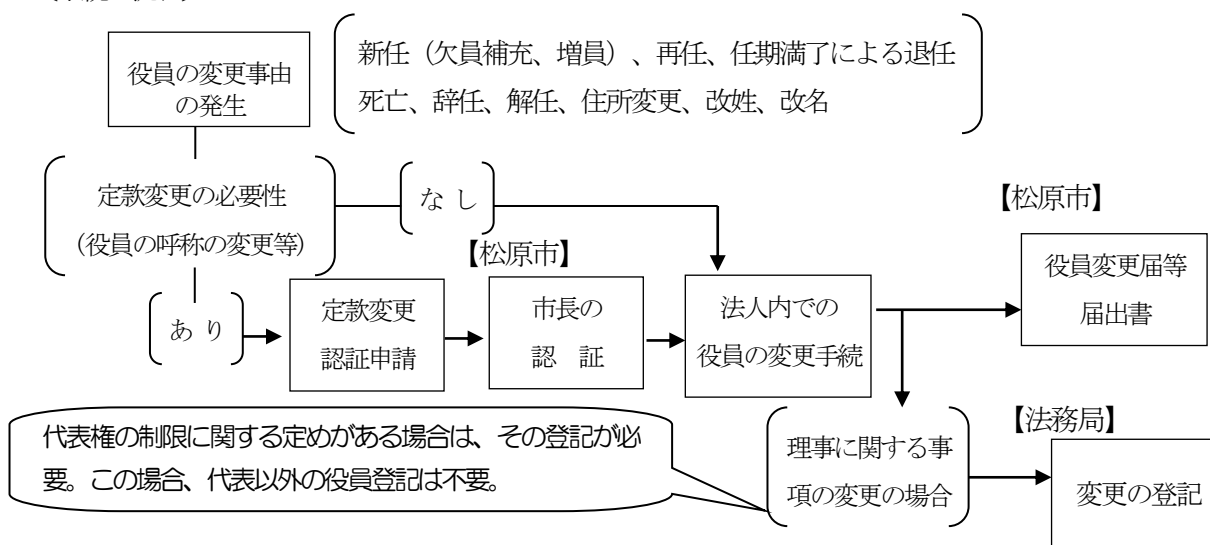 役員の変更事由
の発生
新任（欠員補充、増員）、再任、任期満了による退任
死亡、辞任、解任、住所変更、改姓、改名
定款変更の必要性
（役員の呼称の変更等）
な し
【松原市】
【松原市】
あ り
定款変更
認証申請
市長の
認　証
法人内での
役員の変更手続
役員変更届等
届出書
代表権の制限に関する定めがある場合は、その登記が必
要。この場合、代表以外の役員登記は不要。
理事に関する事
項の変更の場合
【法務局】
変更の登記